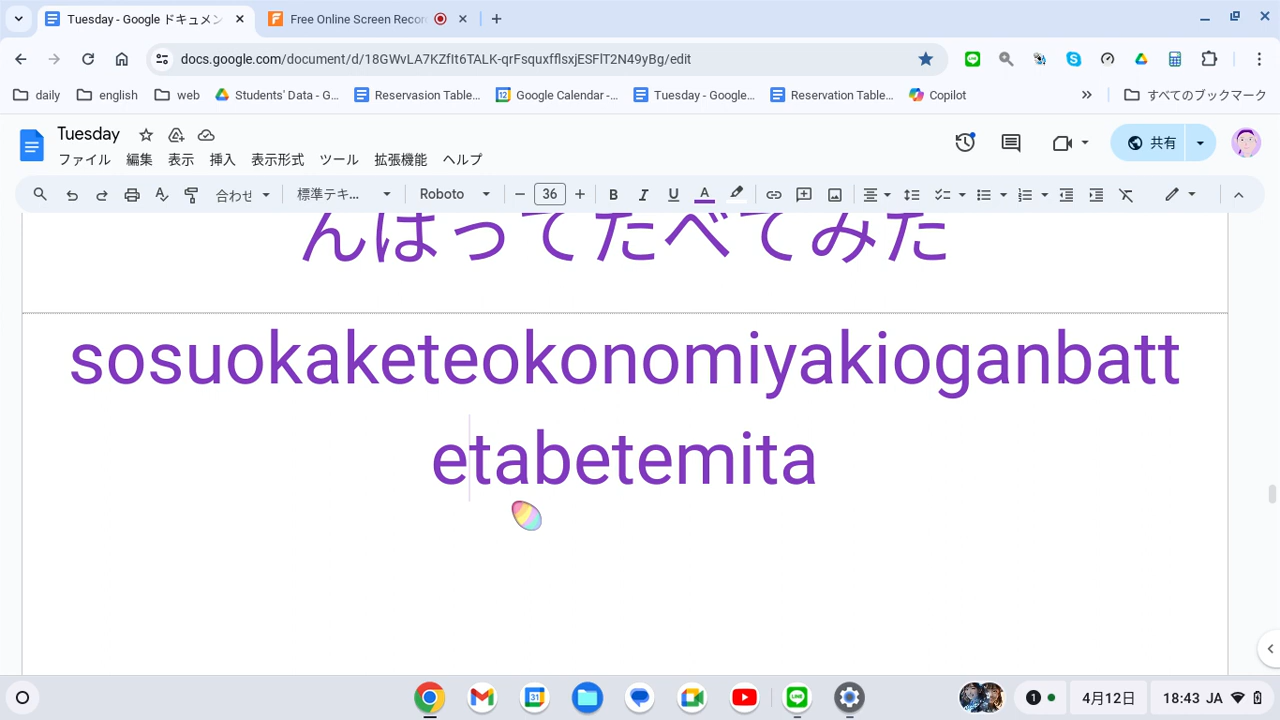 Tuesday - Google ドキュメン
Free Online Screen Recor
docs.google.com/document/d/18GWvLA7KZfIt6TALK-qrFsquxfflsxjESFlT2N49yBg/edit
daily
english
web
Students' Data - G...
Reservasion Table...
Google Calendar -...
Tuesday - Google...
Reservation Table...
Copilot
»
すべてのブックマーク
Tuesday
ファイル 編集 表示 挿入 表示形式 ツール 拡張機能 ヘルプ
共有
合わせ 標準テキ... Roboto − 36 + B I U A
んばってたべてみた
sosuokaketeokonomiyakioganbatt
etabetemita
31
1
4月12日
18:43 JA